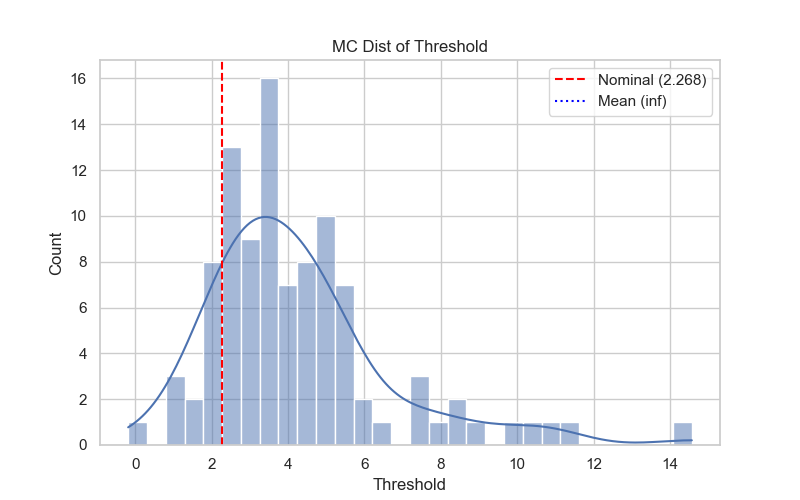 MC Dist of Threshold
Nominal (2.268)
Mean (inf)
16
14
12
10
8
6
4
2
0
Count
0 2 4 6 8 10 12 14
Threshold